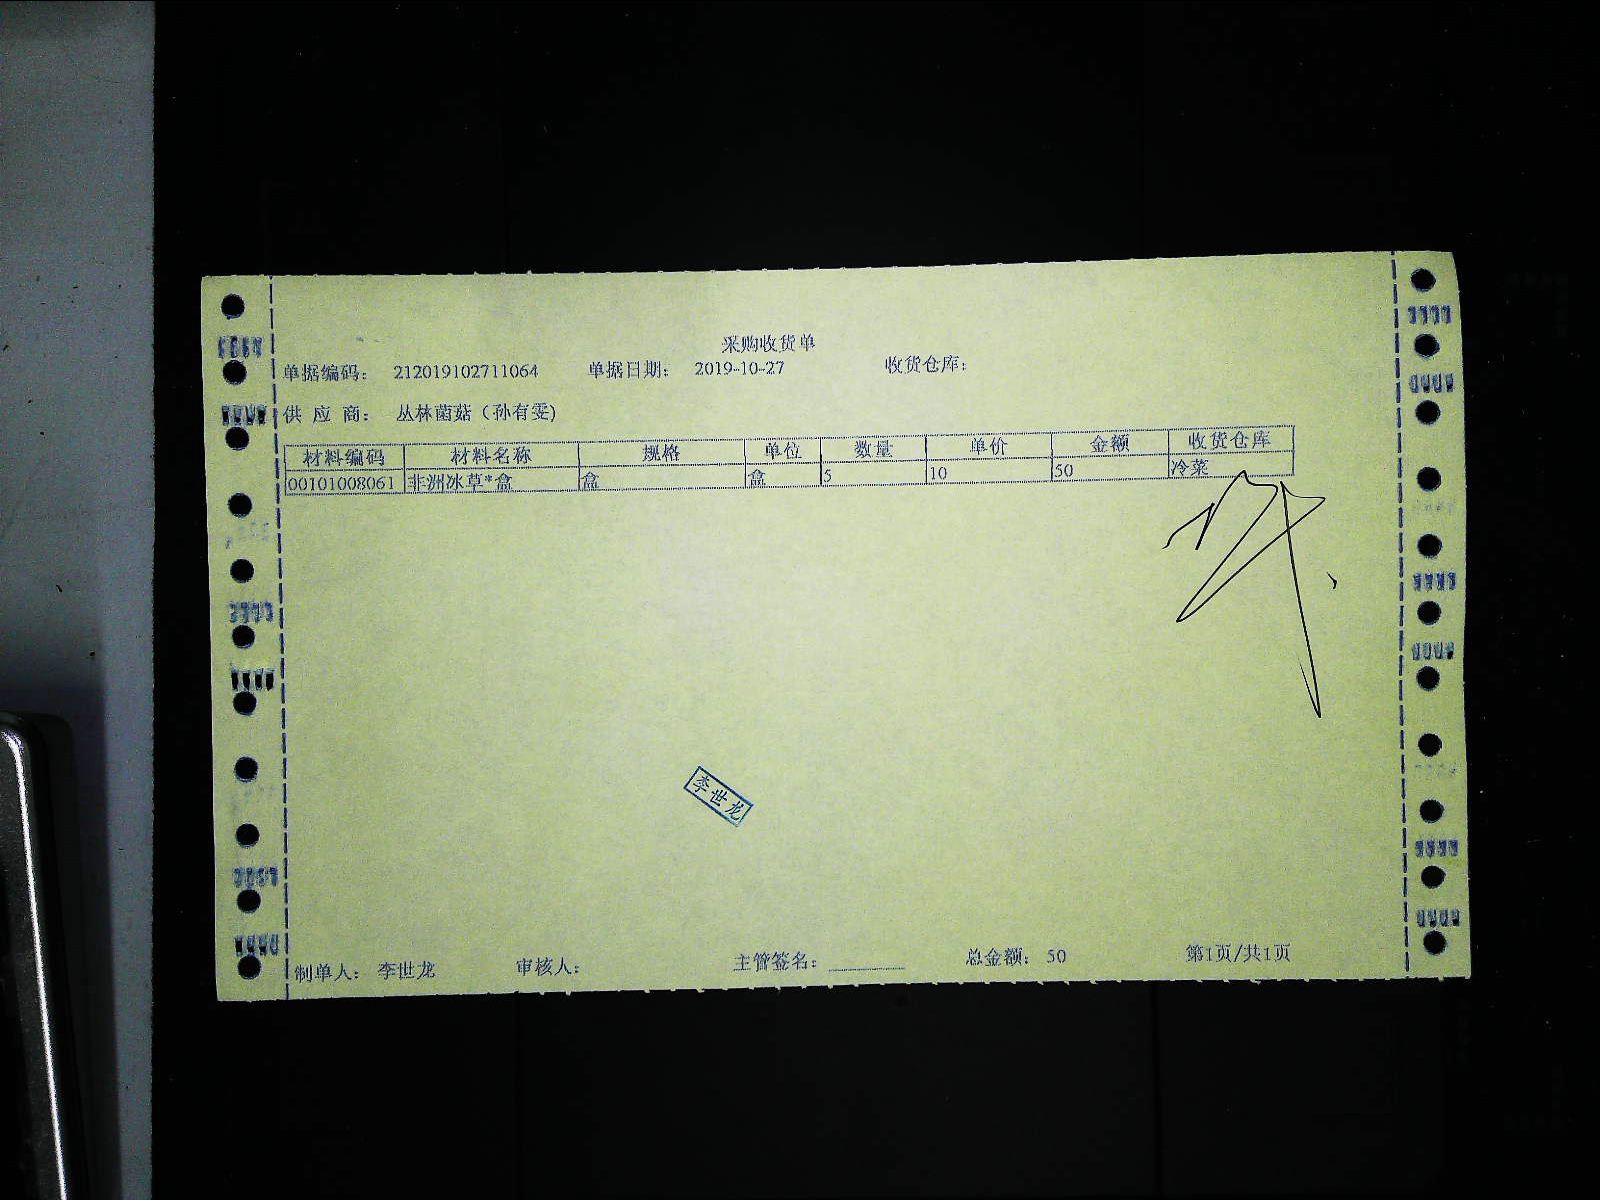 采购收货单
单据编码： 212019102711064 单据日期： 2019-10-27 收货仓库：
供 应 商： 丛林菌菇（孙有雯）
材料编码 材料名称 规格 单位 数量 单价 金额 收货仓库
00101008061 非洲冰草*盒 盒 盒 5 10 50 冷菜
李世龙
制单人： 李世龙 审核人： 主管签名： ________ 总金额： 50 第1页/共1页